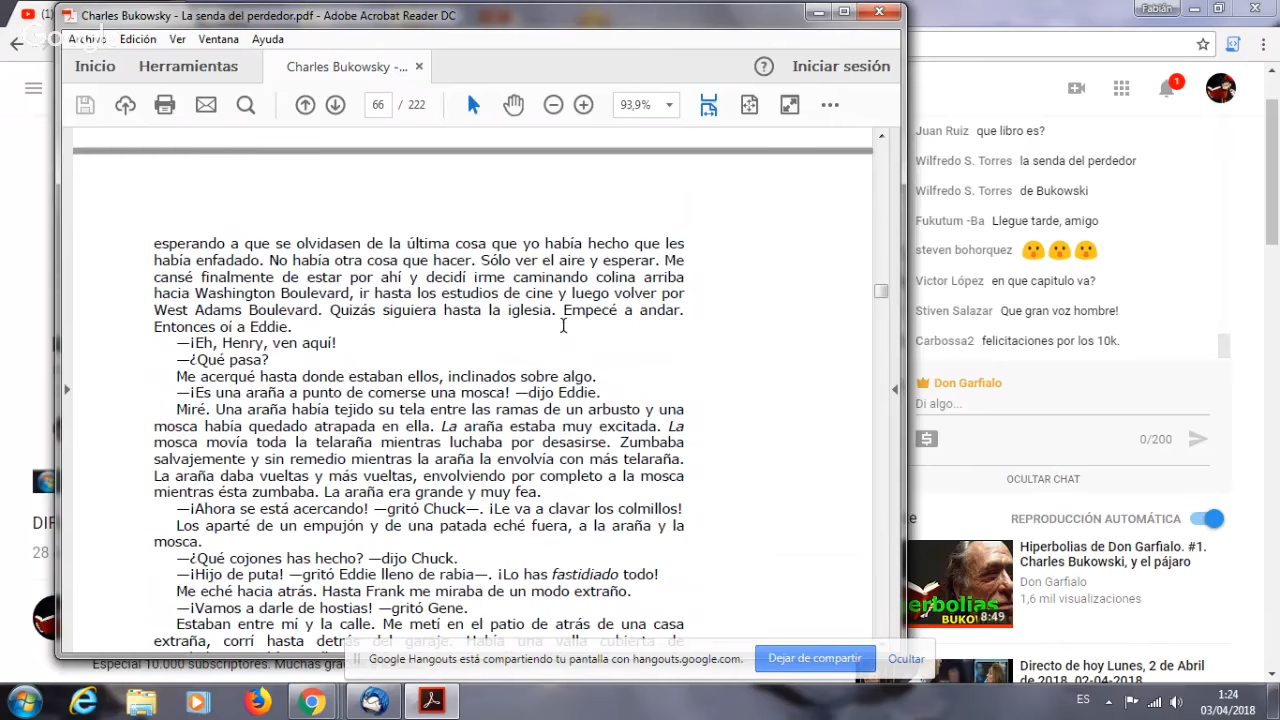 Charles Bukowsky - La senda del perdedor.pdf - Adobe Acrobat Reader DC
Fabián
Google
Archivo Edición Ver Ventana Ayuda
Inicio Herramientas Charles Bukowsky -... × Iniciar sesión
66 / 222 93,9%
1
esperando a que se olvidasen de la última cosa que yo había hecho que les
había enfadado. No había otra cosa que hacer. Sólo ver el aire y esperar. Me
cansé finalmente de estar por ahí y decidí irme caminando colina arriba
hacia Washington Boulevard, ir hasta los estudios de cine y luego volver por
West Adams Boulevard. Quizás siguiera hasta la iglesia. Empecé a andar.
Entonces oí a Eddie.
—¡Eh, Henry, ven aquí!
—¿Qué pasa?
Me acerqué hasta donde estaban ellos, inclinados sobre algo.
—¡Es una araña a punto de comerse una mosca! —dijo Eddie.
Miré. Una araña había tejido su tela entre las ramas de un arbusto y una
mosca había quedado atrapada en ella. La araña estaba muy excitada. La
mosca movía toda la telaraña mientras luchaba por desasirse. Zumbaba
salvajemente y sin remedio mientras la araña la envolvía con más telaraña.
La araña daba vueltas y más vueltas, envolviendo por completo a la mosca
mientras ésta zumbaba. La araña era grande y muy fea.
—¡Ahora se está acercando! —gritó Chuck—. ¡Le va a clavar los colmillos!
Los aparté de un empujón y de una patada eché fuera, a la araña y la
mosca.
—¿Qué cojones has hecho? —dijo Chuck.
—¡Hijo de puta! —gritó Eddie lleno de rabia—. ¡Lo has fastidiado todo!
Me eché hacia atrás. Hasta Frank me miraba de un modo extraño.
—¡Vamos a darle de hostias! —gritó Gene.
Estaban entre mí y la calle. Me metí en el patio de atrás de una casa
extraña, corrí hasta detrás del garaje. Había una valla cubierta de
Juan Ruiz que libro es?
Wilfredo S. Torres la senda del perdedor
Wilfredo S. Torres de Bukowski
Fukutum -Ba Llegue tarde, amigo
steven bohorquez 😮😮😮
Victor López en que capitulo va?
Stiven Salazar Que gran voz hombre!
Carbossa2 felicitaciones por los 10k.
Don Garfialo
Di algo...
0/200
OCULTAR CHAT
REPRODUCCIÓN AUTOMÁTICA
Hiperbolias de Don Garfialo. #1.
Charles Bukowski, y el pájaro
Don Garfialo
1,6 mil visualizaciones
BUKO
8:49
Directo de hoy Lunes, 2 de Abril
de 2018. 02-04-2018
DIF
28
Especial 10.000 subscriptores.
Google Hangouts está compartiendo tu pantalla con hangouts.google.com. Dejar de compartir Ocultar
ES 1:24
03/04/2018